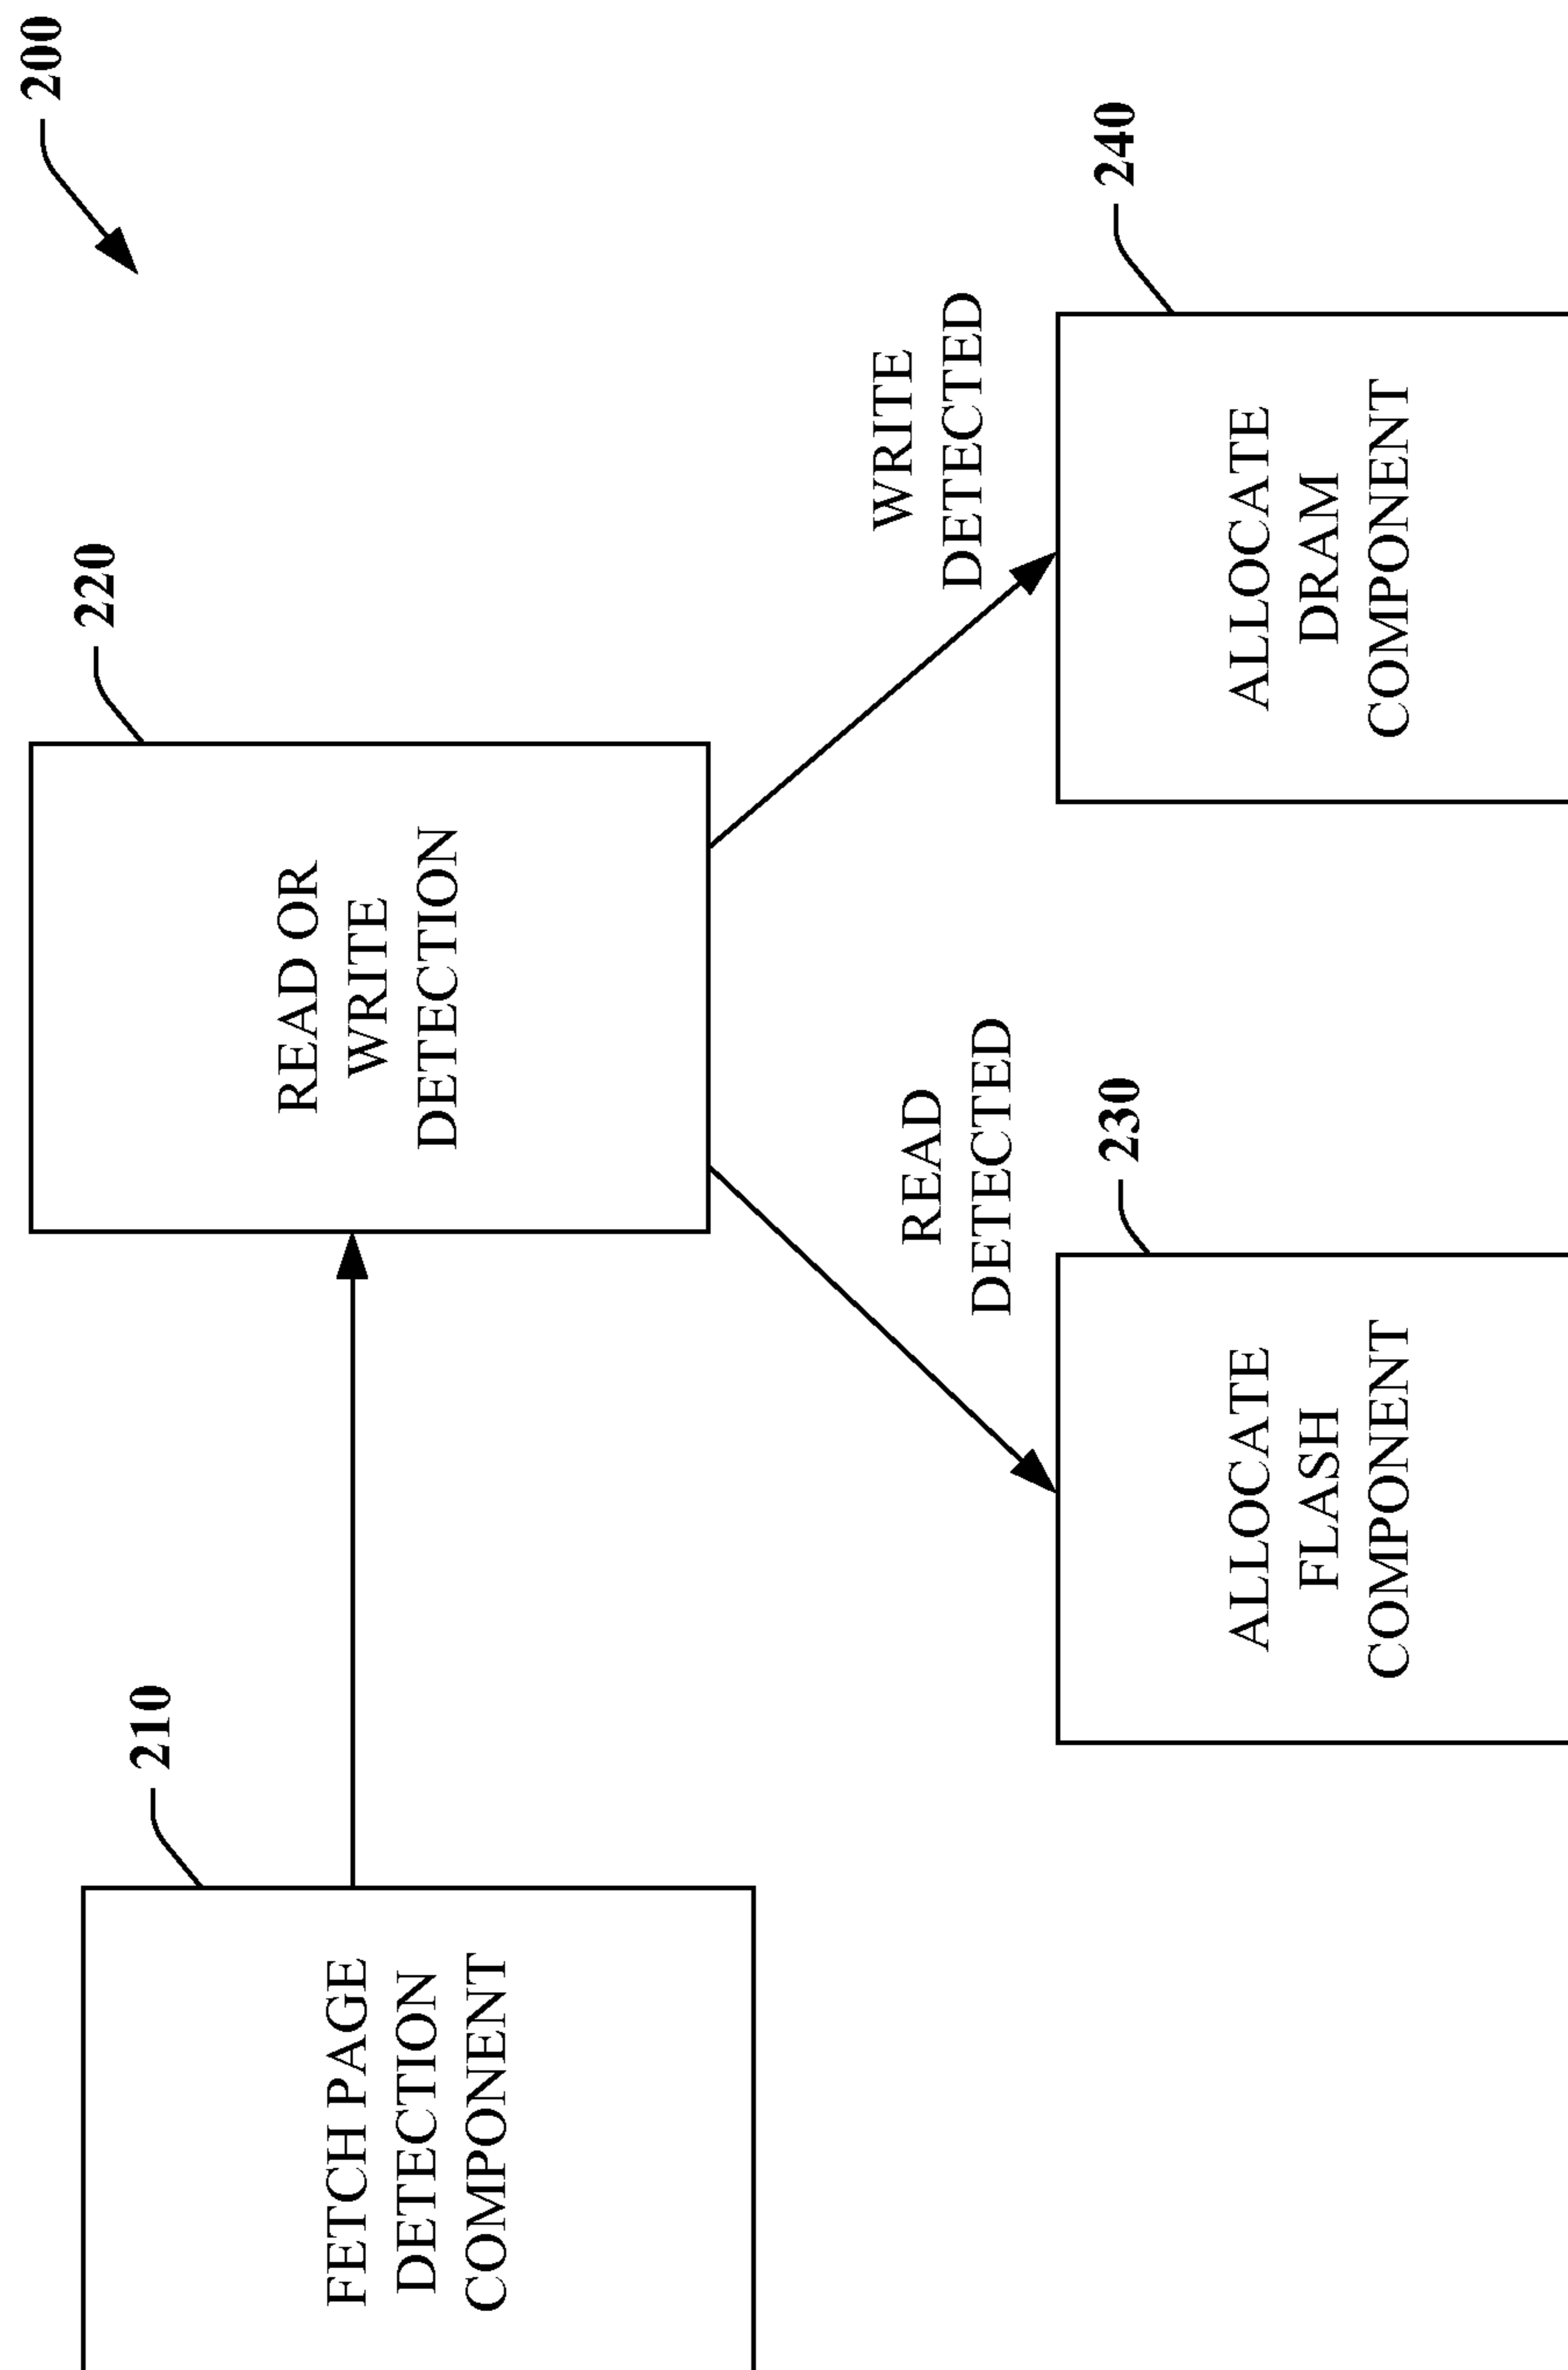 200
220
READ OR
WRITE
DETECTION
210
FETCH PAGE
DETECTION
COMPONENT
READ
DETECTED
WRITE
DETECTED
230
ALLOCATE
FLASH
COMPONENT
240
ALLOCATE
DRAM
COMPONENT